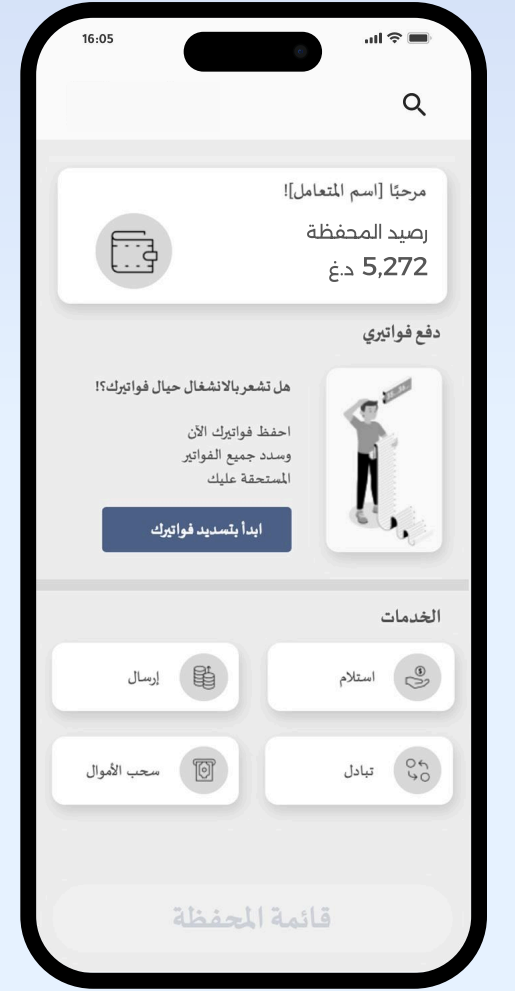 16:05
مرحبًا [اسم المتعامل]!
رصيد المحفظة
5,272 د.غ
دفع فواتيري
هل تشعر بالانشغال حيال فواتيرك؟!
احفظ فواتيرك الآن
وسدد جميع الفواتير
المستحقة عليك
ابدأ بتسديد فواتيرك
الخدمات
استلام
إرسال
تبادل
سحب الأموال
قائمة المحفظة